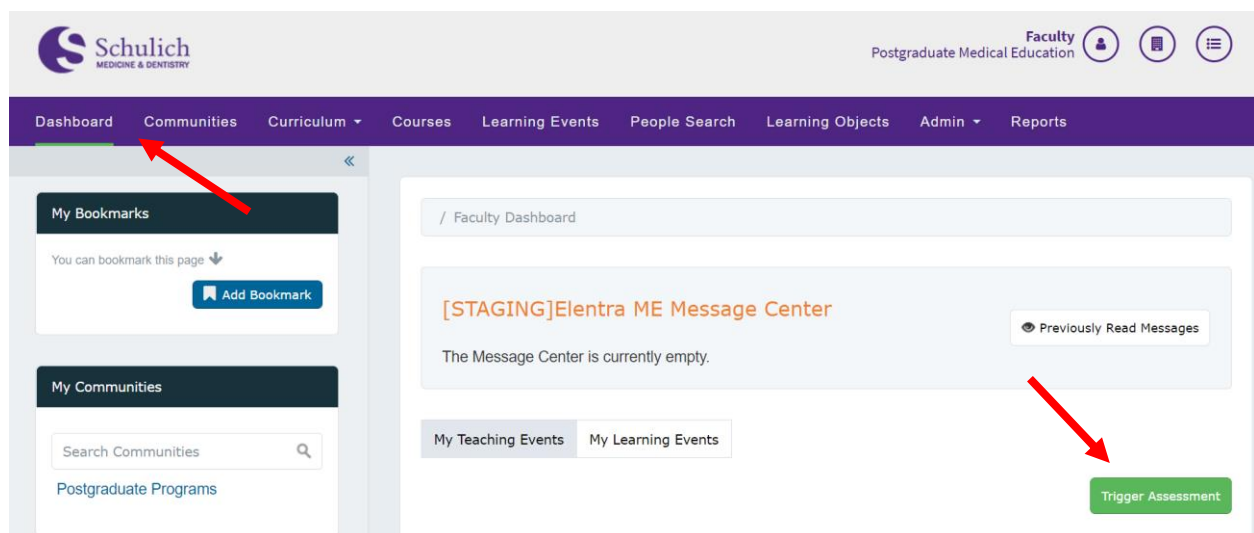 Schulich
MEDICINE & DENTISTRY
Faculty
Postgraduate Medical Education
Dashboard Communities Curriculum Courses Learning Events People Search Learning Objects Admin Reports
«
My Bookmarks
You can bookmark this page
Add Bookmark
My Communities
Search Communities
Postgraduate Programs
/ Faculty Dashboard
[STAGING]Elentra ME Message Center
Previously Read Messages
The Message Center is currently empty.
My Teaching Events My Learning Events
Trigger Assessment